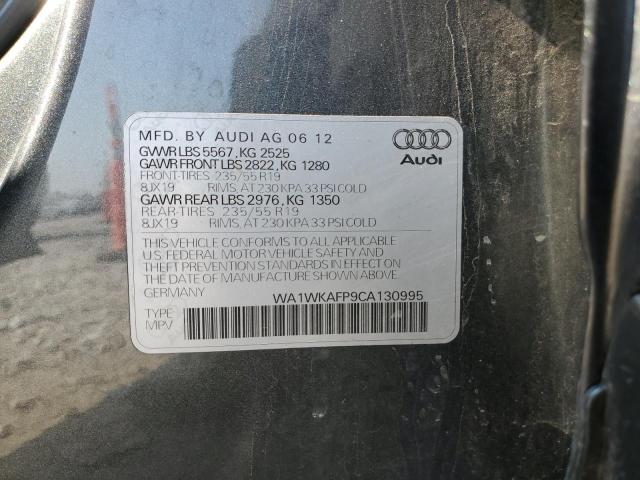 MFD. BY AUDI AG 06 12
GVWR LBS 5567, KG 2525
GAWR FRONT LBS 2822, KG 1280
FRONT-TIRES 235/55 R19
8JX19 RIMS, AT 230 KPA 33 PSI COLD
GAWR REAR LBS 2976, KG 1350
REAR-TIRES 235/55 R19
8JX19 RIMS, AT 230 KPA 33 PSI COLD
Audi
THIS VEHICLE CONFORMS TO ALL APPLICABLE
U.S. FEDERAL MOTOR VEHICLE SAFETY AND
THEFT PREVENTION STANDARDS IN EFFECT ON
THE DATE OF MANUFACTURE SHOWN ABOVE.
GERMANY WA1WKAFP9CA130995
TYPE
MPV